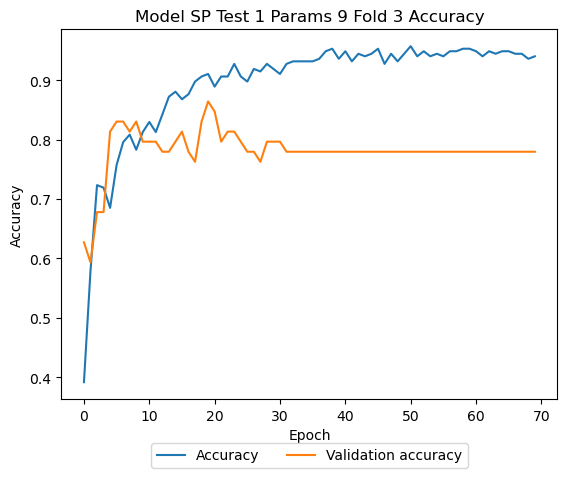 Model SP Test 1 Params 9 Fold 3 Accuracy
0.9
0.8
0.7
0.6
0.5
0.4
Accuracy
0 10 20 30 40 50 60 70
Epoch
Accuracy Validation accuracy